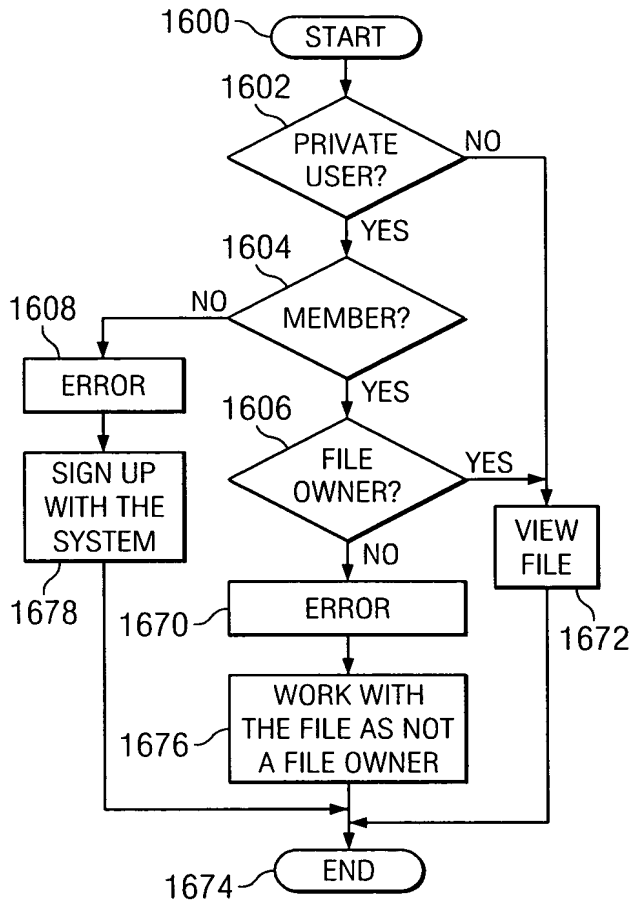 1600
START
1602
PRIVATE
USER?
NO
YES
1604
MEMBER?
NO
1608
ERROR
YES
1606
FILE
OWNER?
YES
SIGN UP
WITH THE
SYSTEM
1678
VIEW
FILE
1672
NO
1670
ERROR
1676
WORK WITH
THE FILE AS NOT
A FILE OWNER
1674
END